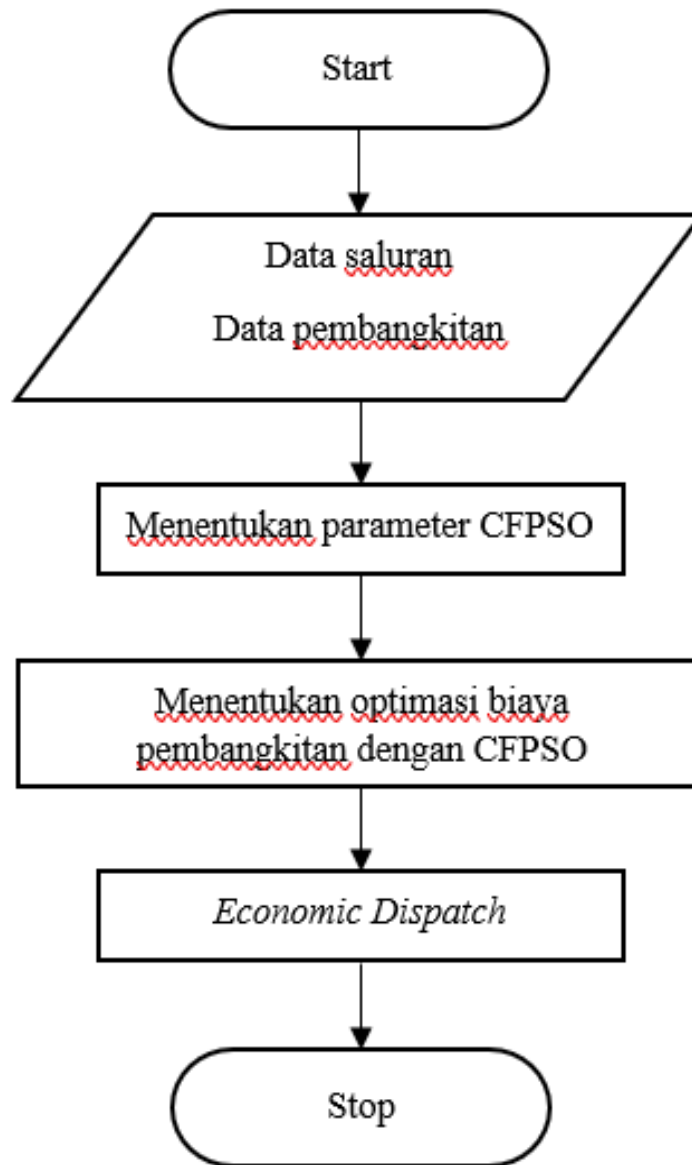 Start
Data saluran
Data pembangkitan
Menentukan parameter CFPSO
Menentukan optimasi biaya
pembangkitan dengan CFPSO
Economic Dispatch
Stop